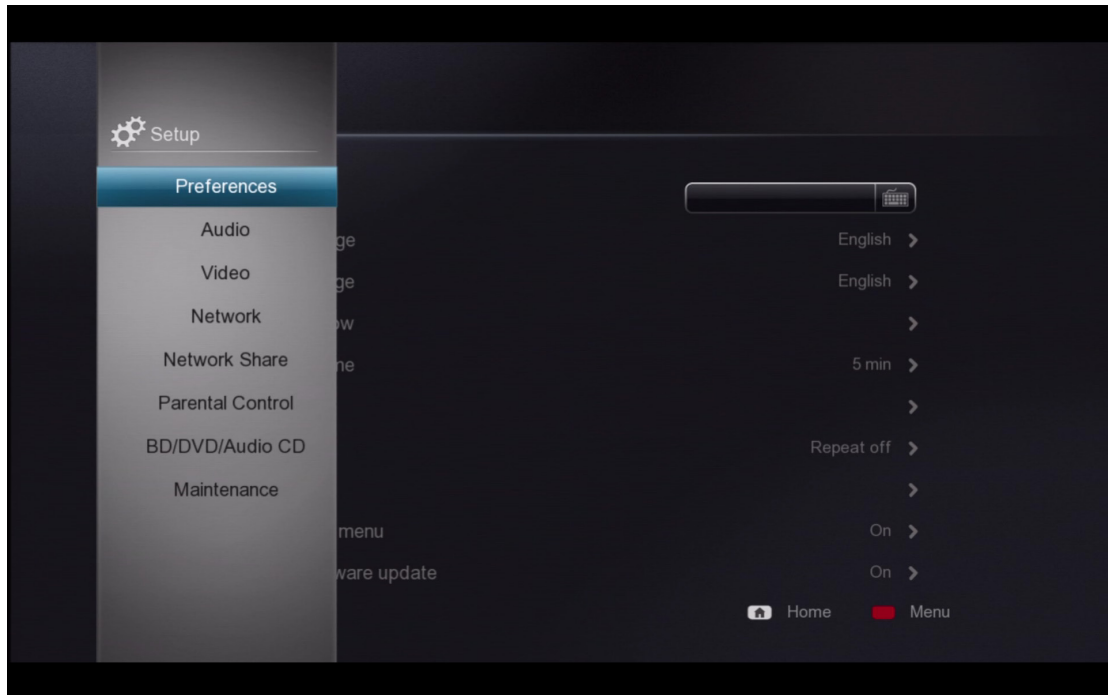 Setup
Preferences
Audio
Video
Network
Network Share
Parental Control
BD/DVD/Audio CD
Maintenance
ge English
ge English
ow
me 5 min
Repeat off
menu On
ware update On
Home Menu